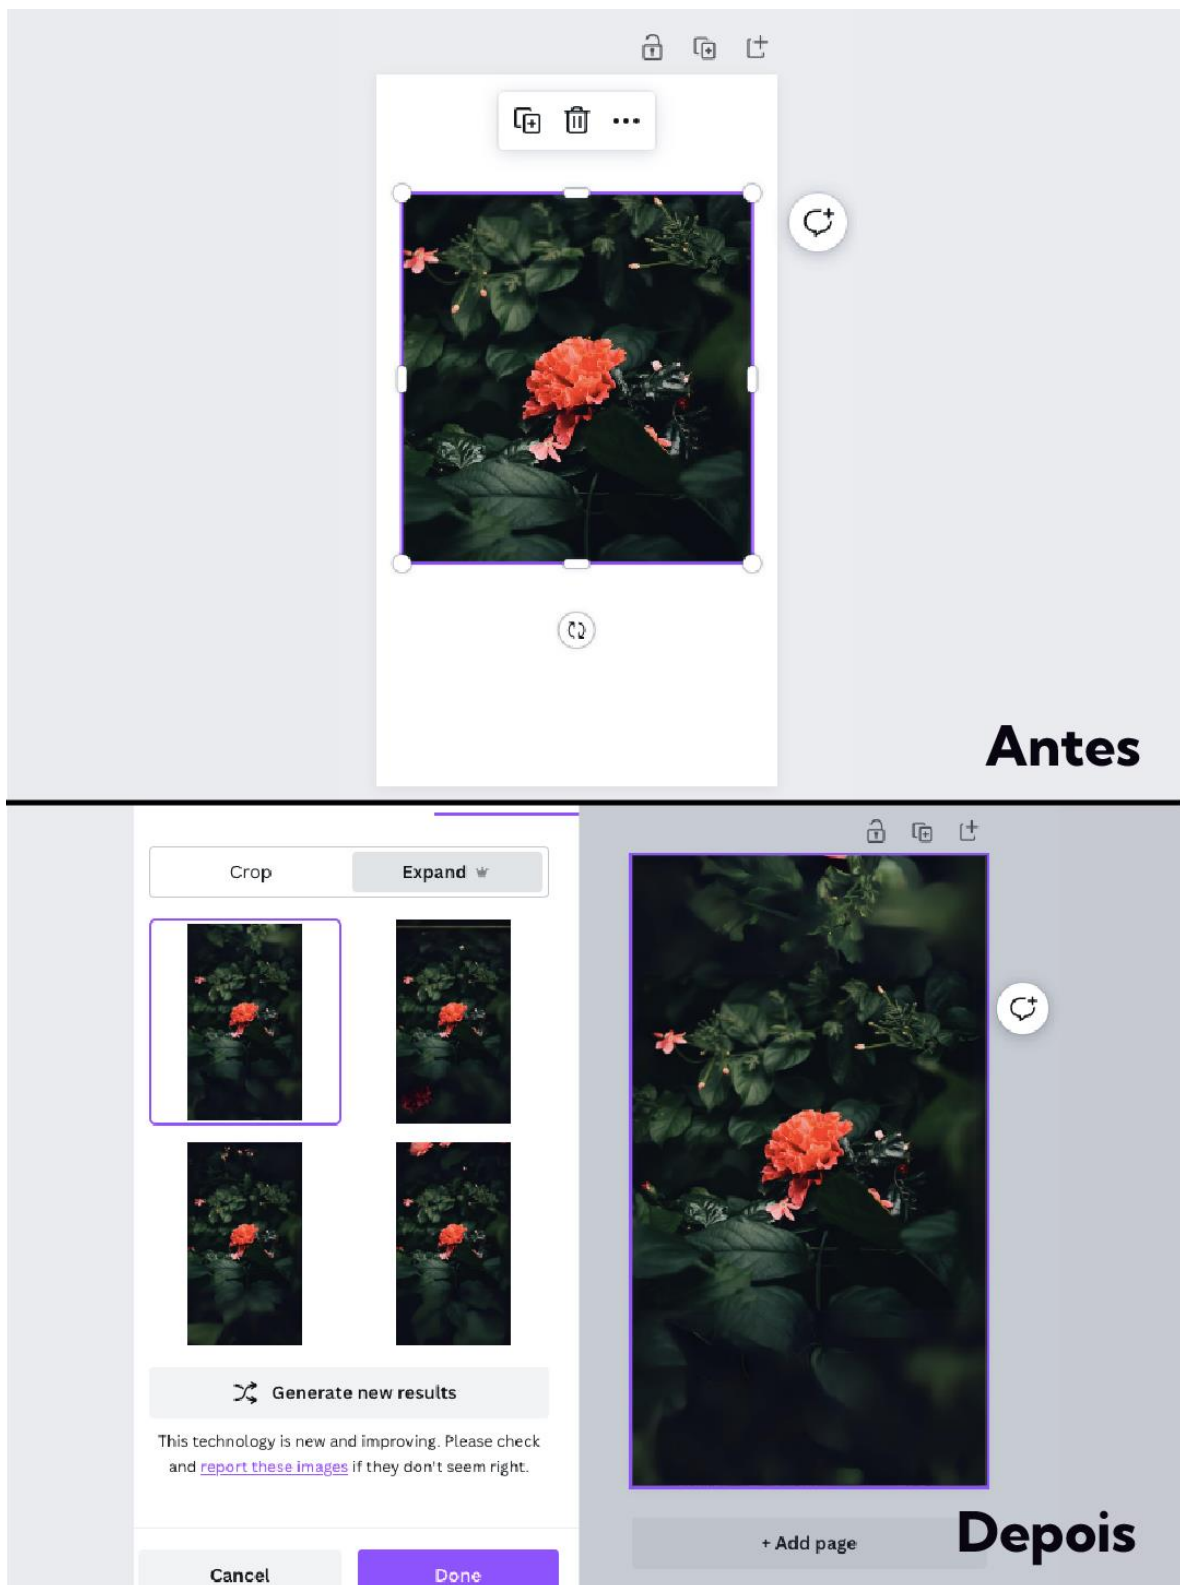 Antes
Crop
Expand
Generate new results
This technology is new and improving. Please check
and report these images if they don't seem right.
Cancel
Done
+ Add page
Depois